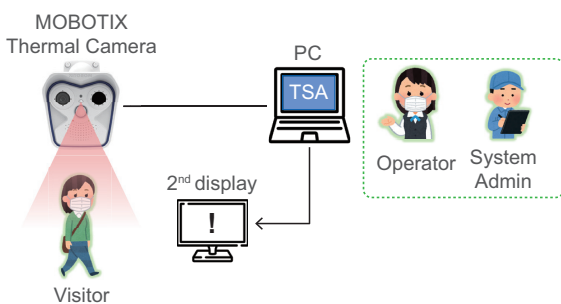 MOBOTIX
Thermal Camera
PC
TSA
Operator
System
Admin
2nd display
!
Visitor